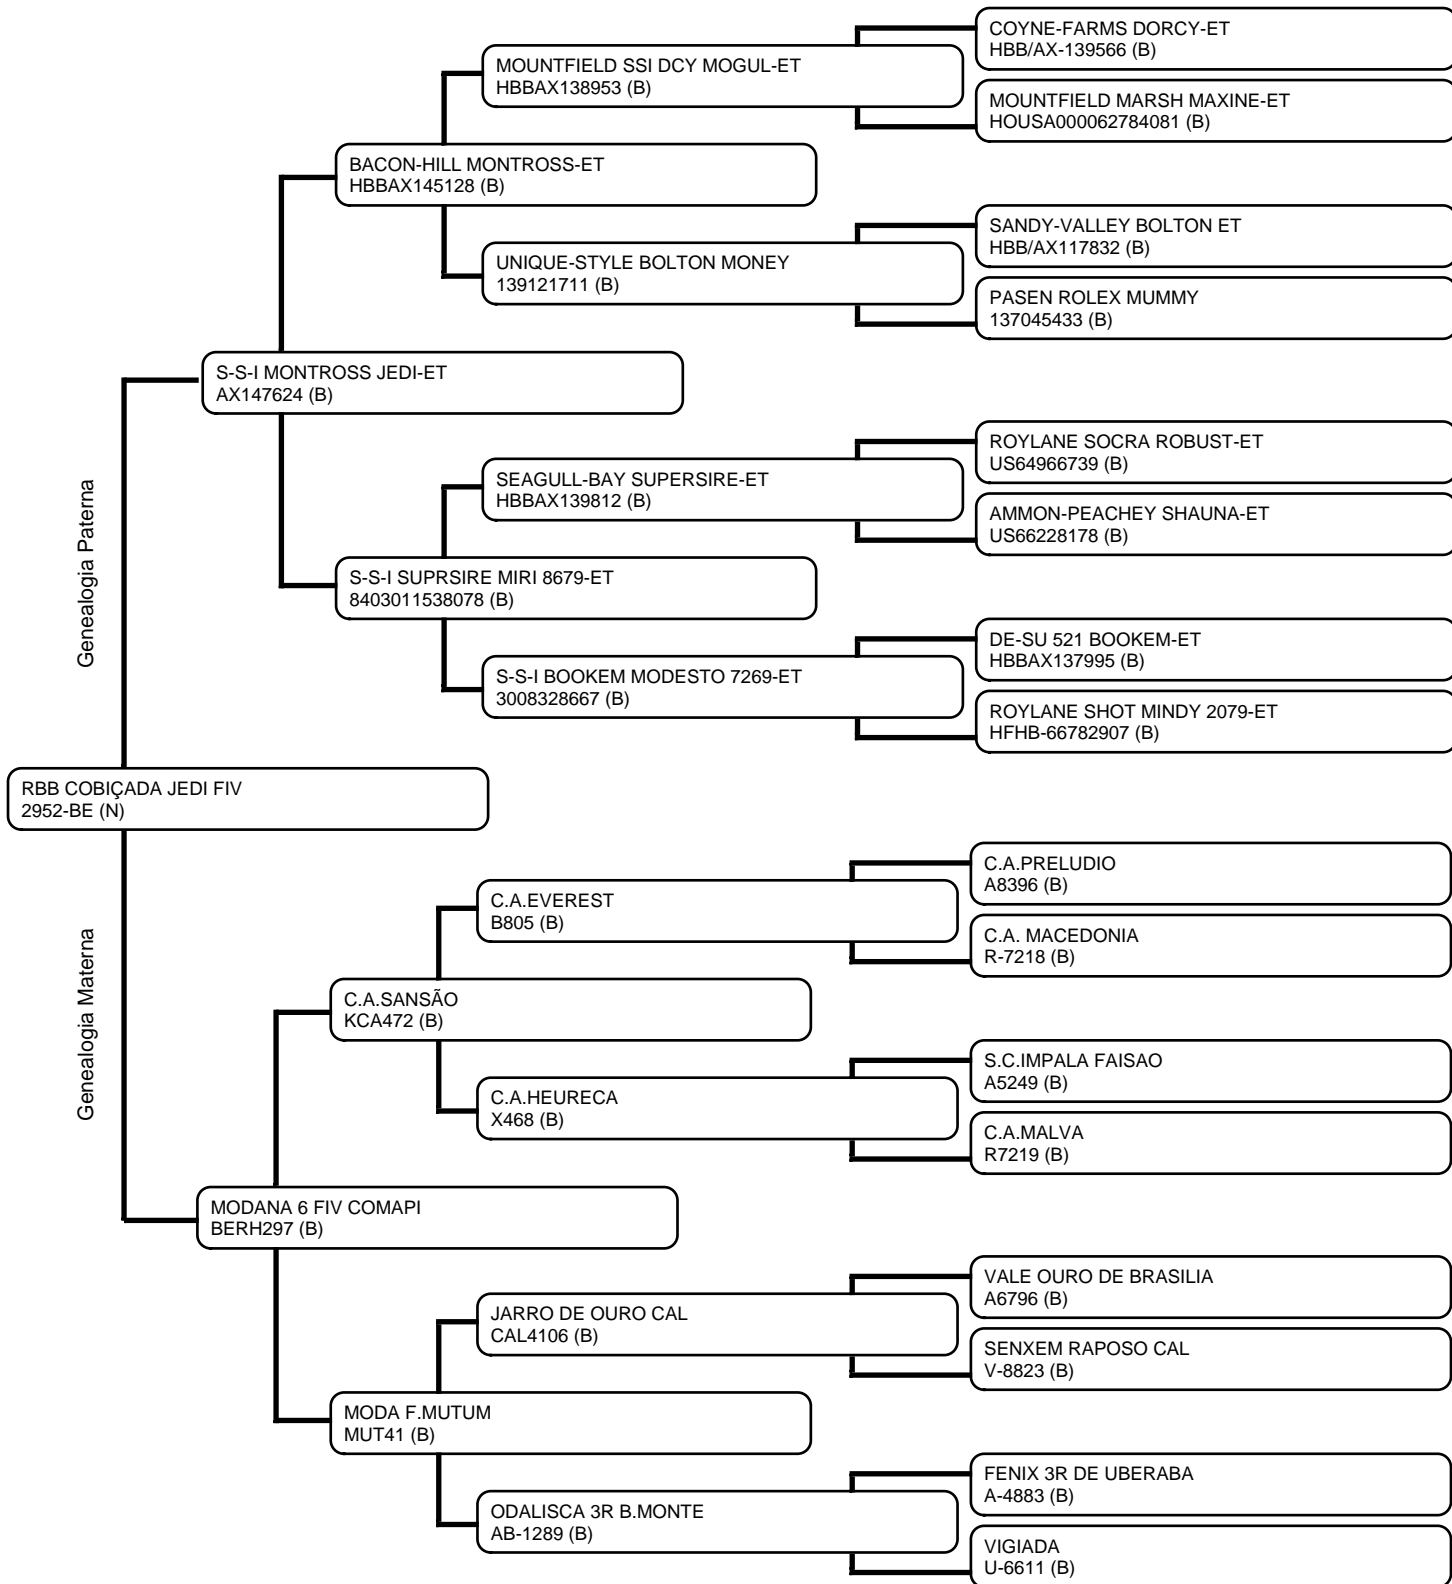 COYNE-FARMS DORCY-ET
HBB/AX-139566 (B)
MOUNTFIELD SSI DCY MOGUL-ET
HBBAX138953 (B)
MOUNTFIELD MARSH MAXINE-ET
HOUSA000062784081 (B)
BACON-HILL MONTROSS-ET
HBBAX145128 (B)
SANDY-VALLEY BOLTON ET
HBB/AX117832 (B)
UNIQUE-STYLE BOLTON MONEY
139121711 (B)
PASEN ROLEX MUMMY
137045433 (B)
S-S-I MONTROSS JEDI-ET
AX147624 (B)
ROYLANE SOCRA ROBUST-ET
US64966739 (B)
SEAGULL-BAY SUPERSIRE-ET
HBBAX139812 (B)
AMMON-PEACHEY SHAUNA-ET
US66228178 (B)
Genealogia Paterna
S-S-I SUPRSIRE MIRI 8679-ET
8403011538078 (B)
DE-SU 521 BOOKEM-ET
HBBAX137995 (B)
S-S-I BOOKEM MODESTO 7269-ET
3008328667 (B)
ROYLANE SHOT MINDY 2079-ET
HFHB-66782907 (B)
RBB COBIÇADA JEDI FIV
2952-BE (N)
C.A.PRELUDIO
A8396 (B)
C.A.EVEREST
B805 (B)
C.A. MACEDONIA
R-7218 (B)
Genealogia Materna
C.A.SANSÃO
KCA472 (B)
S.C.IMPALA FAISAO
A5249 (B)
C.A.HEURECA
X468 (B)
C.A.MALVA
R7219 (B)
MODANA 6 FIV COMAPI
BERH297 (B)
VALE OURO DE BRASILIA
A6796 (B)
JARRO DE OURO CAL
CAL4106 (B)
SENXEM RAPOSO CAL
V-8823 (B)
MODA F.MUTUM
MUT41 (B)
FENIX 3R DE UBERABA
A-4883 (B)
ODALISCA 3R B.MONTE
AB-1289 (B)
VIGIADA
U-6611 (B)